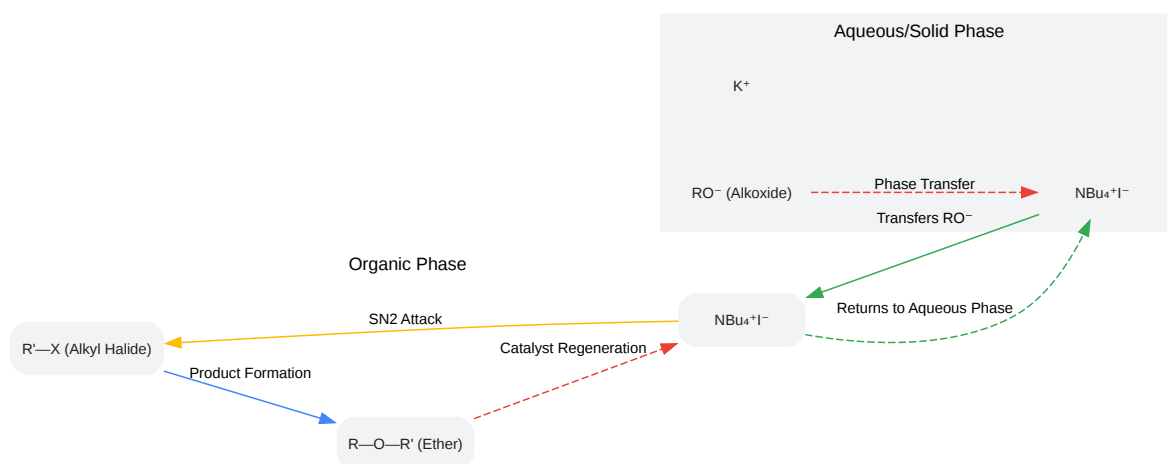 Aqueous/Solid Phase
K⁺
RO⁻ (Alkoxide)
Phase Transfer
NBu₄⁺I⁻
Transfers RO⁻
Organic Phase
NBu₄⁺I⁻
Returns to Aqueous Phase
SN2 Attack
R'—X (Alkyl Halide)
Catalyst Regeneration
Product Formation
R—O—R' (Ether)